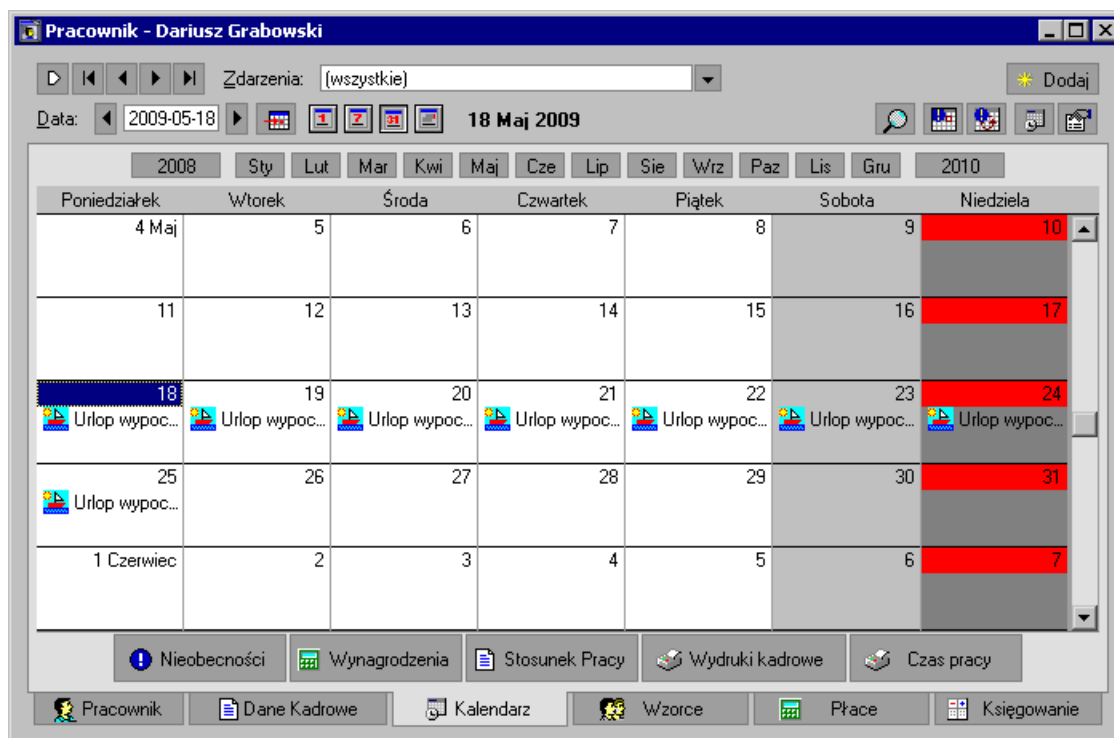 Pracownik - Dariusz Grabowski
Zdarzenia: (wszystkie) Dodaj
Data: 2009-05-18 1 7 31 18 Maj 2009
2008 Sty Lut Mar Kwi Maj Cze Lip Sie Wrz Paz Lis Gru 2010
Poniedziałek Wtorek Środa Czwartek Piątek Sobota Niedziela
4 Maj 5 6 7 8 9 10
11 12 13 14 15 16 17
18 19 20 21 22 23 24
Urlop wypoc... Urlop wypoc... Urlop wypoc... Urlop wypoc... Urlop wypoc... Urlop wypoc... Urlop wypoc...
25 26 27 28 29 30 31
Urlop wypoc...
1 Czerwiec 2 3 4 5 6 7
Nieobecności Wynagrodzenia Stosunek Pracy Wydruki kadrowe Czas pracy
Pracownik Dane Kadrowe Kalendarz Wzorce Płace Księgowanie